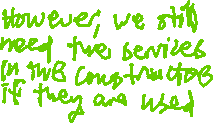 However, we still
need two services
in the constructor
if they are used